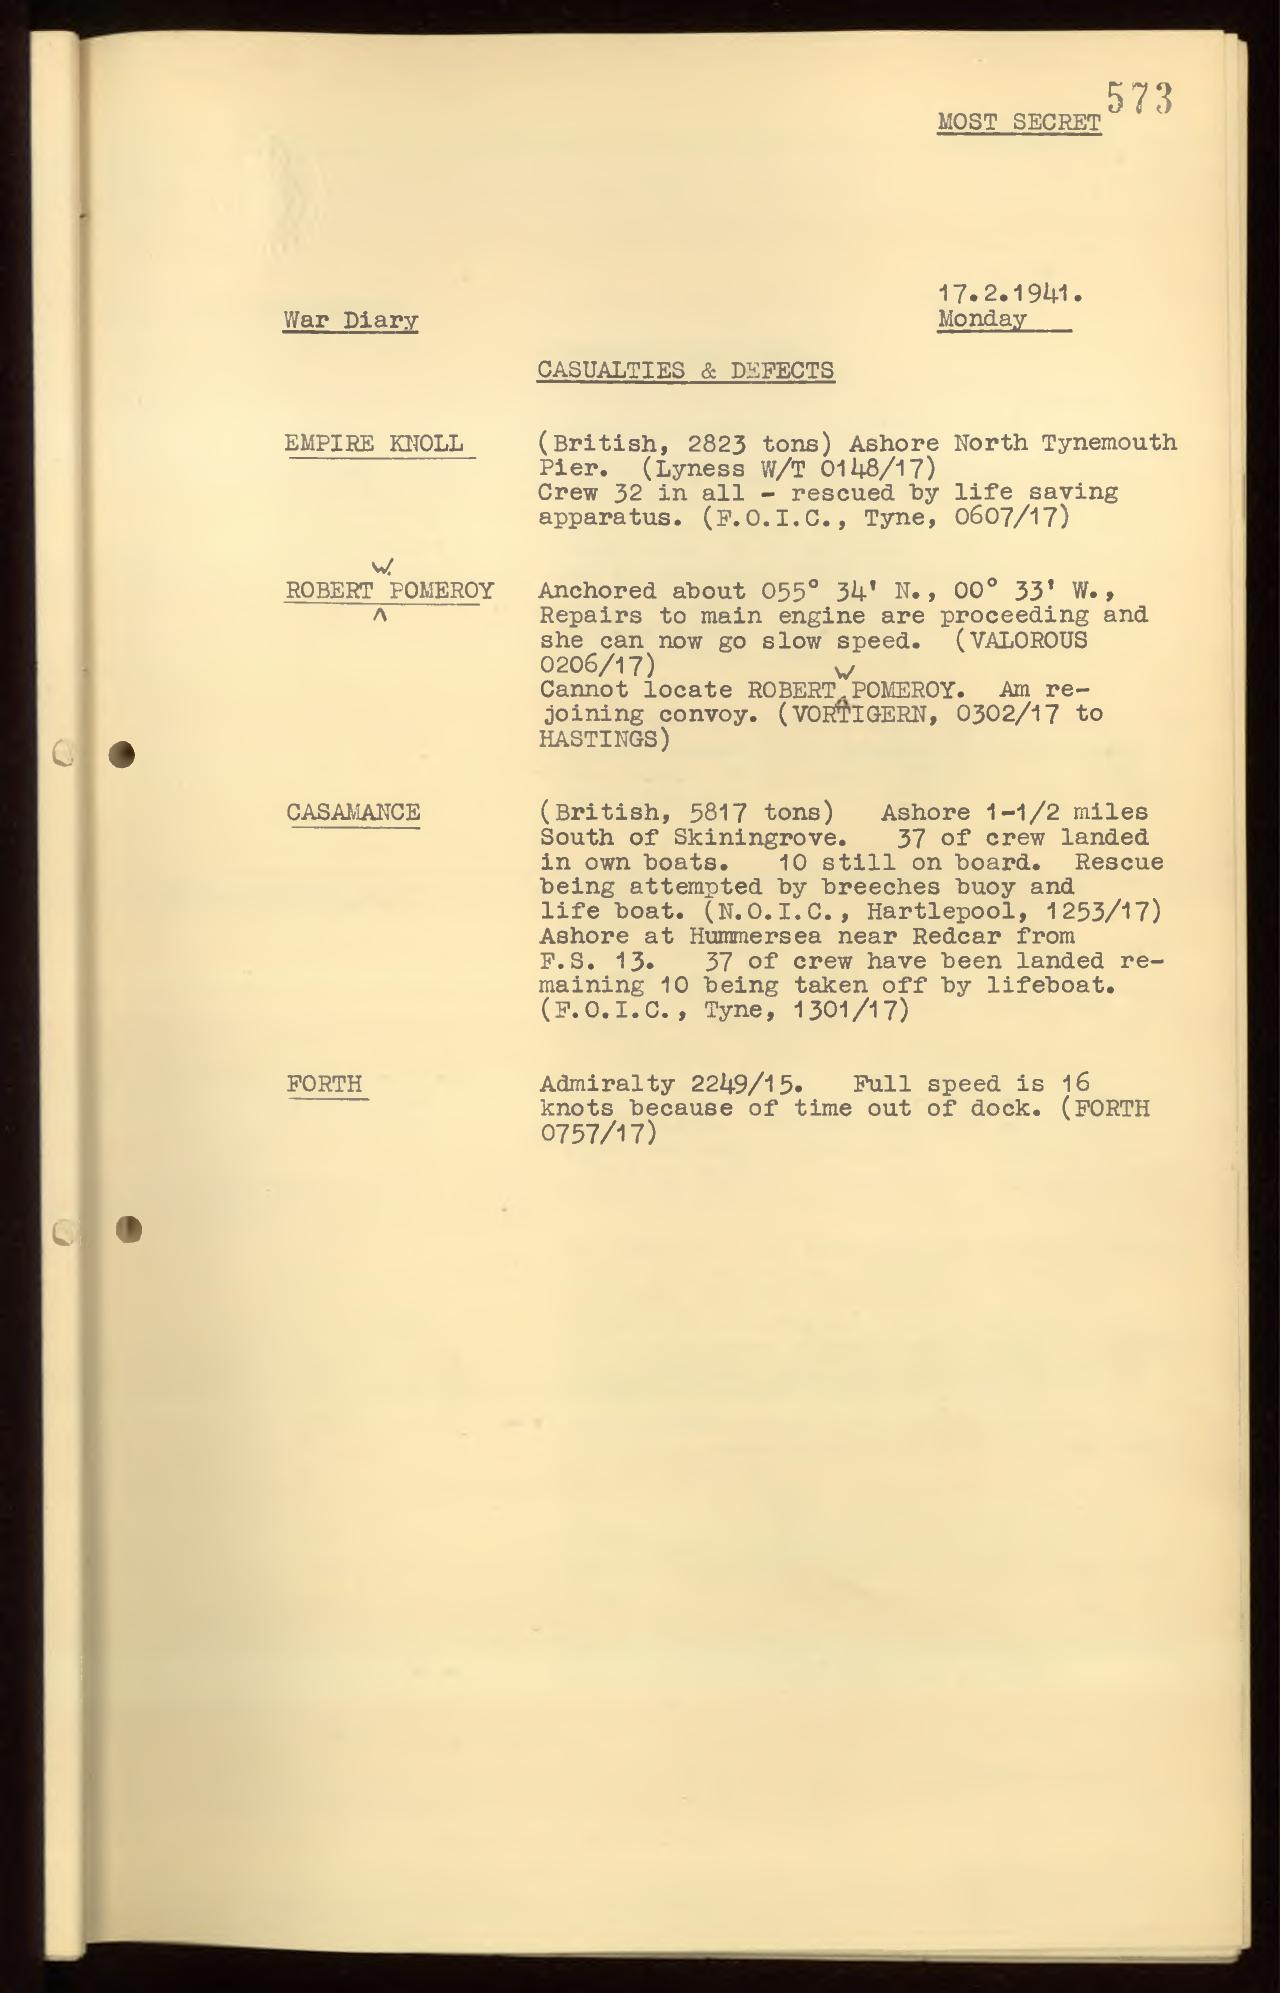 573
MOST SECRET
17.2.1941.
War Diary Monday
CASUALTIES & DEFECTS
EMPIRE KNOLL (British, 2823 tons) Ashore North Tynemouth
Pier. (Lyness W/T 0148/17)
Crew 32 in all - rescued by life saving
apparatus. (F.O.I.C., Tyne, 0607/17)
ROBERT W. POMEROY Anchored about 055° 34' N., 00° 33' W.,
Repairs to main engine are proceeding and
she can now go slow speed. (VALOROUS
0206/17)
Cannot locate ROBERT W POMEROY. Am re-
joining convoy. (VORTIGERN, 0302/17 to
HASTINGS)
CASAMANCE (British, 5817 tons) Ashore 1-1/2 miles
South of Skiningrove. 37 of crew landed
in own boats. 10 still on board. Rescue
being attempted by breeches buoy and
life boat. (N.O.I.C., Hartlepool, 1253/17)
Ashore at Hummersea near Redcar from
F.S. 13. 37 of crew have been landed re-
maining 10 being taken off by lifeboat.
(F.O.I.C., Tyne, 1301/17)
FORTH Admiralty 2249/15. Full speed is 16
knots because of time out of dock. (FORTH
0757/17)